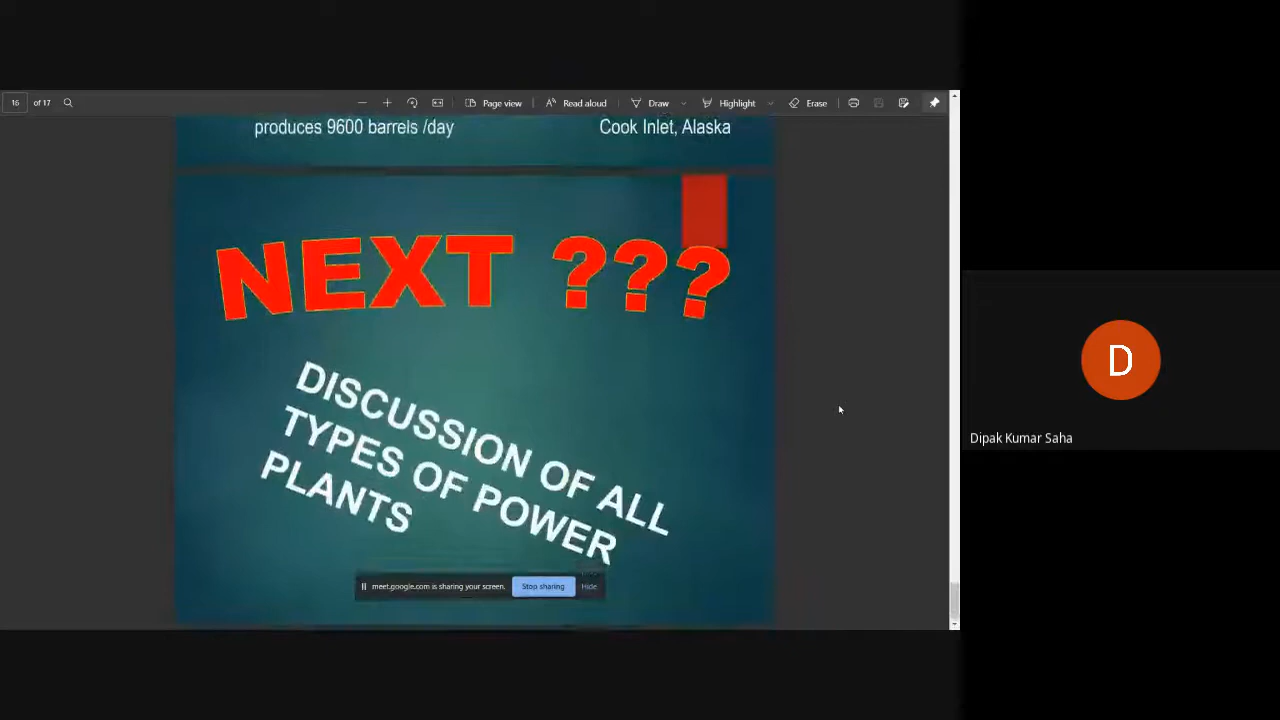 16 of 17 Page view Read aloud Draw Highlight Erase
produces 9600 barrels /day Cook Inlet, Alaska
NEXT ???
DISCUSSION OF ALL
TYPES OF POWER
PLANTS
meet.google.com is sharing your screen. Stop sharing Hide
D
Dipak Kumar Saha